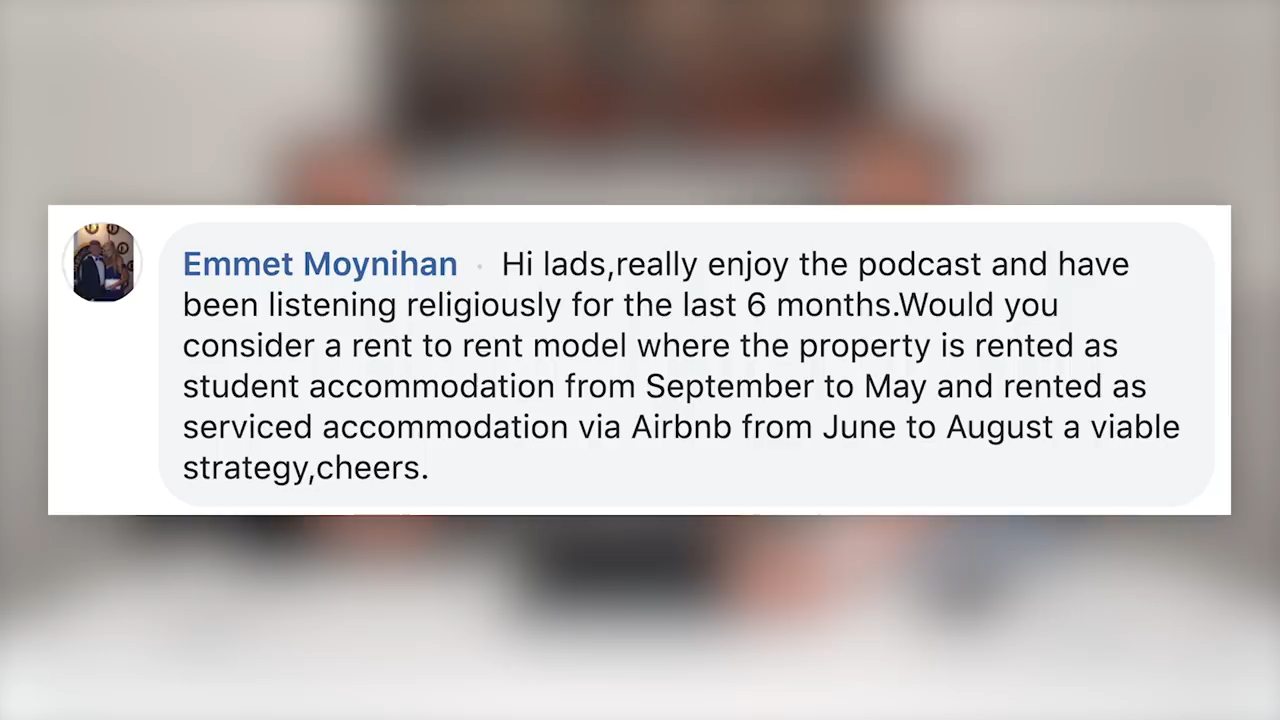 Emmet Moynihan · Hi lads,really enjoy the podcast and have
been listening religiously for the last 6 months.Would you
consider a rent to rent model where the property is rented as
student accommodation from September to May and rented as
serviced accommodation via Airbnb from June to August a viable
strategy,cheers.